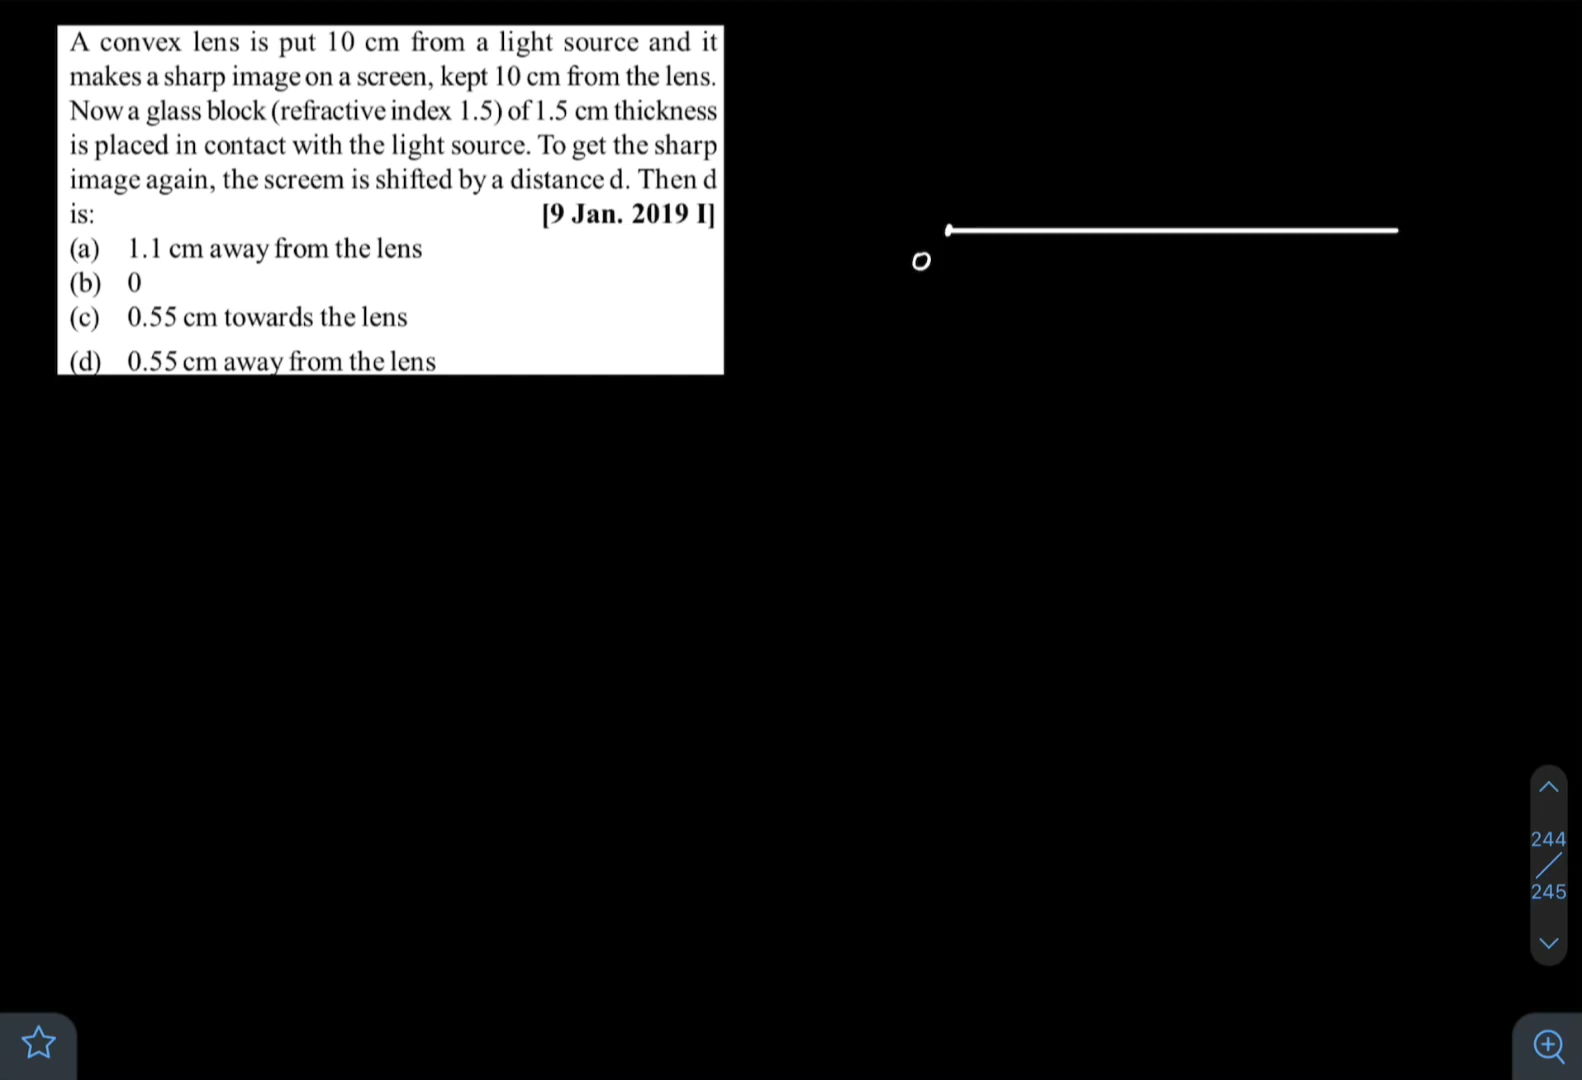 A convex lens is put 10 cm from a light source and it
makes a sharp image on a screen, kept 10 cm from the lens.
Now a glass block (refractive index 1.5) of 1.5 cm thickness
is placed in contact with the light source. To get the sharp
image again, the screem is shifted by a distance d. Then d
is: [9 Jan. 2019 I]
(a) 1.1 cm away from the lens
(b) 0
(c) 0.55 cm towards the lens
(d) 0.55 cm away from the lens
O
244
/
245